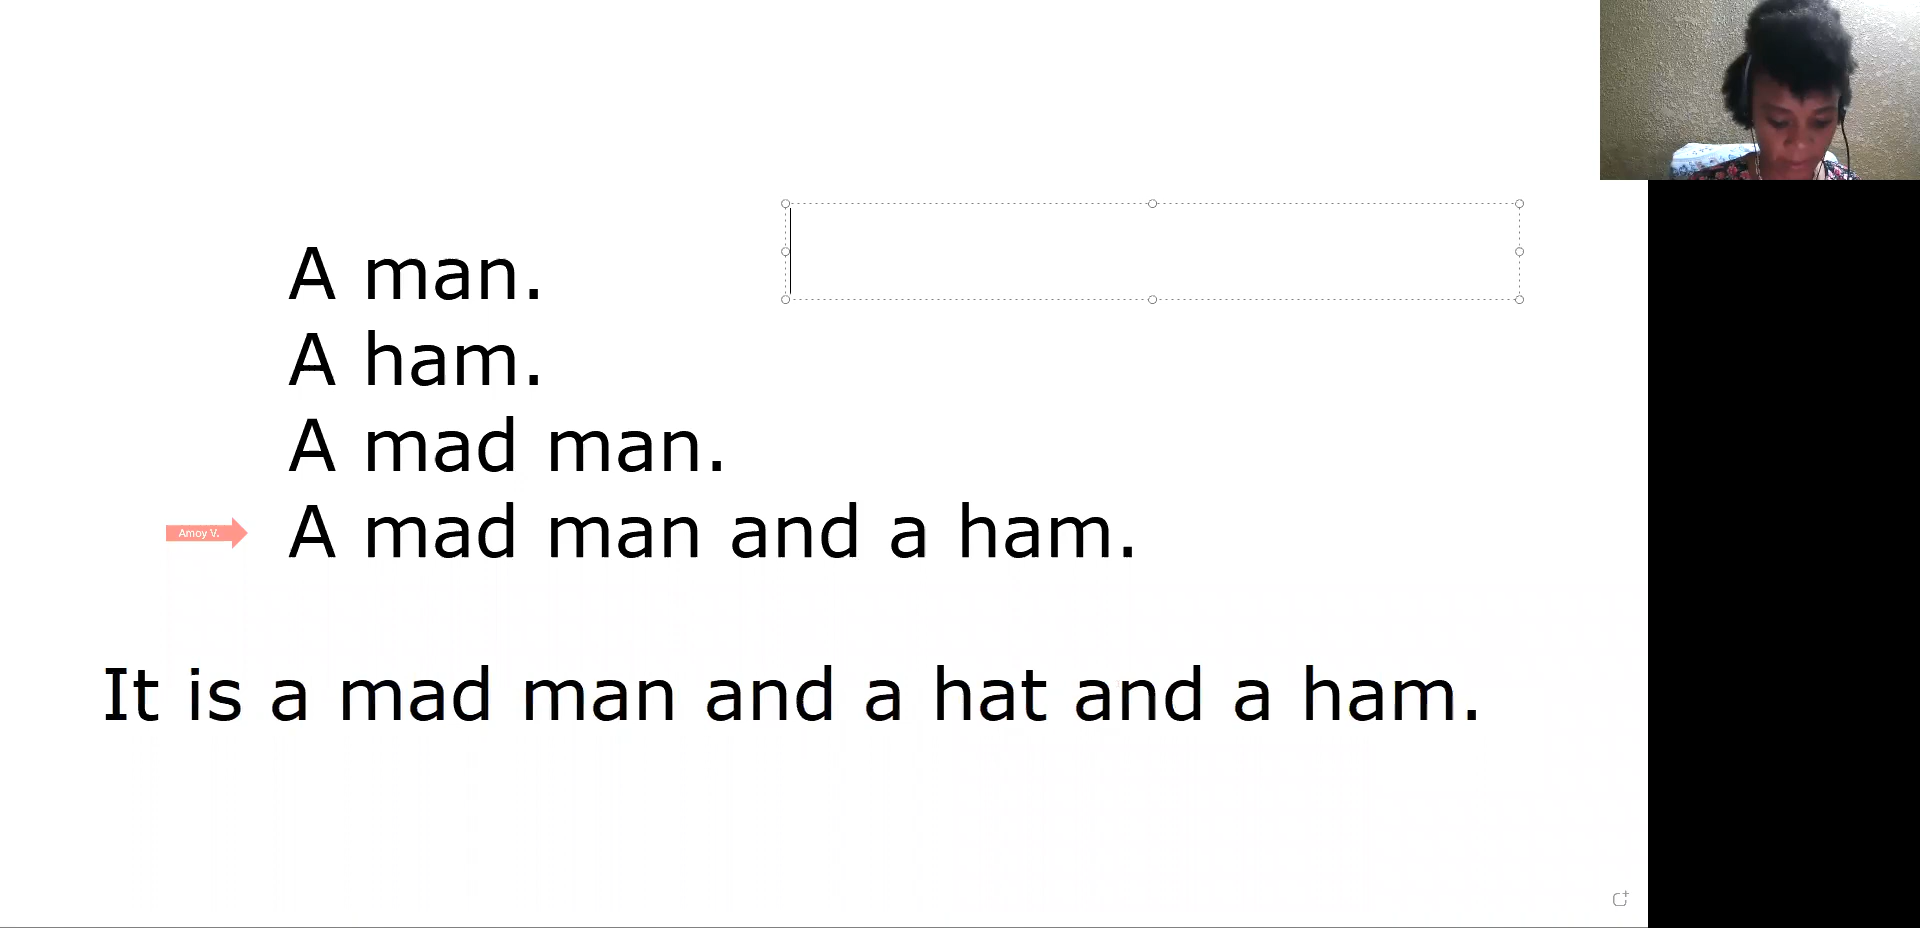 A man.
A ham.
A mad man.
Amoy V.
A mad man and a ham.
It is a mad man and a hat and a ham.